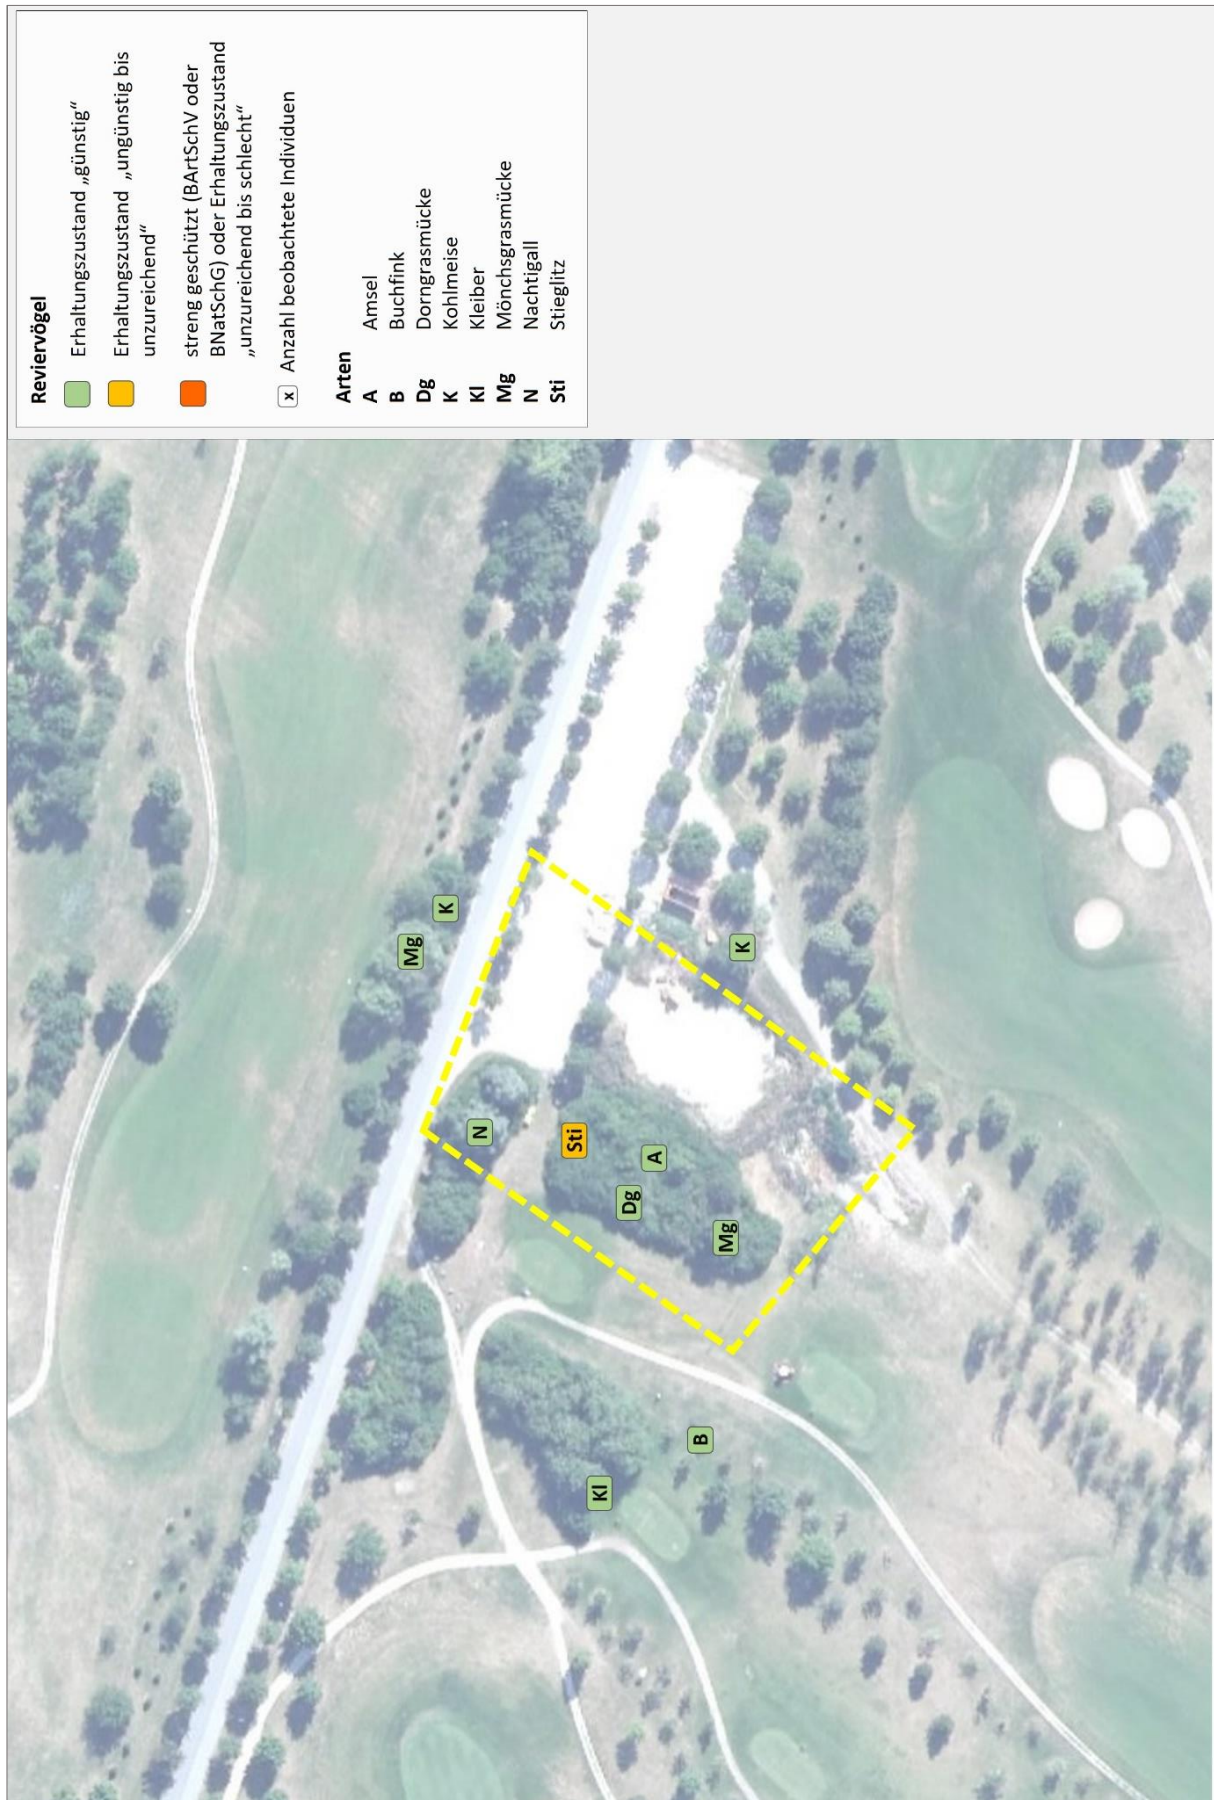 Reviervögel
Erhaltungszustand „günstig“
Erhaltungszustand „ungünstig bis
unzureichend“
streng geschützt (BArtSchV oder
BNatSchG) oder Erhaltungszustand
„unzureichend bis schlecht“
x Anzahl beobachtete Individuen
Arten
A Amsel
B Buchfink
Dg Dorngrasmücke
K Kohlmeise
Kl Kleiber
Mg Mönchsgrasmücke
N Nachtigall
Sti Stieglitz
Mg
K
N
Sti
K
Dg
A
Mg
Kl
B